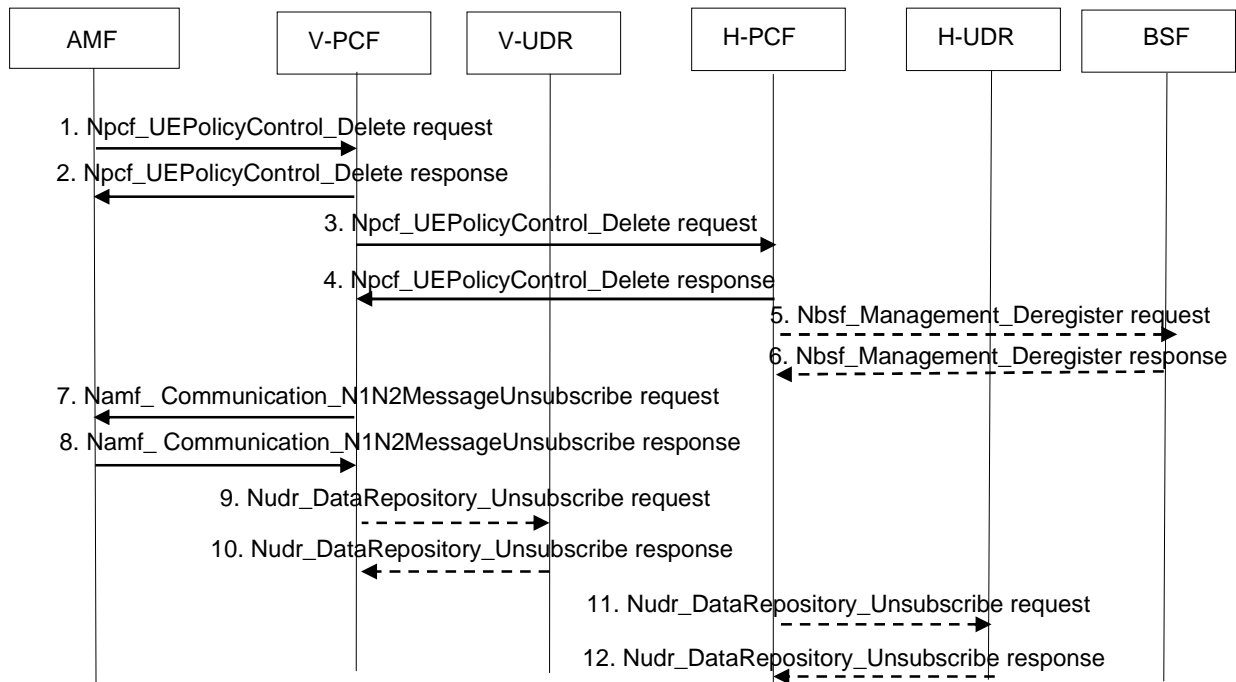 AMF
V-PCF
V-UDR
H-PCF
H-UDR
BSF
1. Npcf_UEPolicyControl_Delete request
2. Npcf_UEPolicyControl_Delete response
3. Npcf_UEPolicyControl_Delete request
4. Npcf_UEPolicyControl_Delete response
5. Nbsf_Management_Deregister request
6. Nbsf_Management_Deregister response
7. Namf_ Communication_N1N2MessageUnsubscribe request
8. Namf_ Communication_N1N2MessageUnsubscribe response
9. Nudr_DataRepository_Unsubscribe request
10. Nudr_DataRepository_Unsubscribe response
11. Nudr_DataRepository_Unsubscribe request
12. Nudr_DataRepository_Unsubscribe response